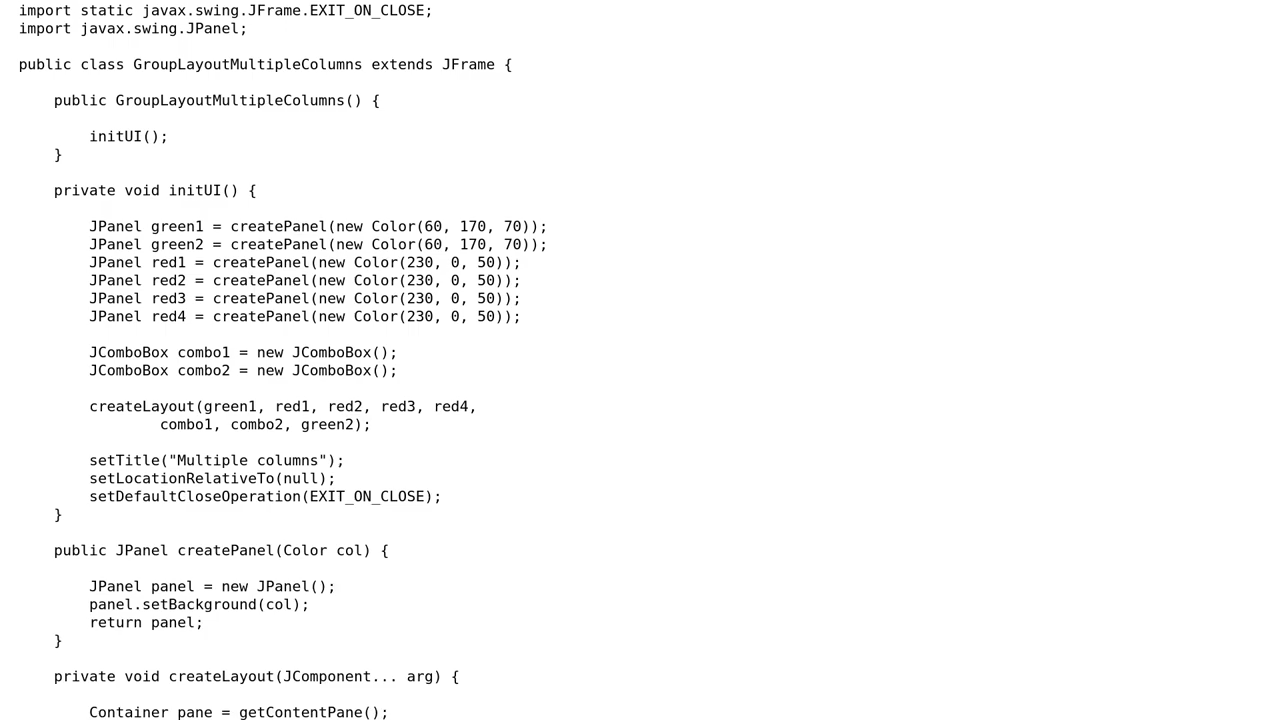 import static javax.swing.JFrame.EXIT_ON_CLOSE;
import javax.swing.JPanel;

public class GroupLayoutMultipleColumns extends JFrame {

    public GroupLayoutMultipleColumns() {

        initUI();
    }

    private void initUI() {

        JPanel green1 = createPanel(new Color(60, 170, 70));
        JPanel green2 = createPanel(new Color(60, 170, 70));
        JPanel red1 = createPanel(new Color(230, 0, 50));
        JPanel red2 = createPanel(new Color(230, 0, 50));
        JPanel red3 = createPanel(new Color(230, 0, 50));
        JPanel red4 = createPanel(new Color(230, 0, 50));

        JComboBox combo1 = new JComboBox();
        JComboBox combo2 = new JComboBox();

        createLayout(green1, red1, red2, red3, red4,
                combo1, combo2, green2);

        setTitle("Multiple columns");
        setLocationRelativeTo(null);
        setDefaultCloseOperation(EXIT_ON_CLOSE);
    }

    public JPanel createPanel(Color col) {

        JPanel panel = new JPanel();
        panel.setBackground(col);
        return panel;
    }

    private void createLayout(JComponent... arg) {

        Container pane = getContentPane();